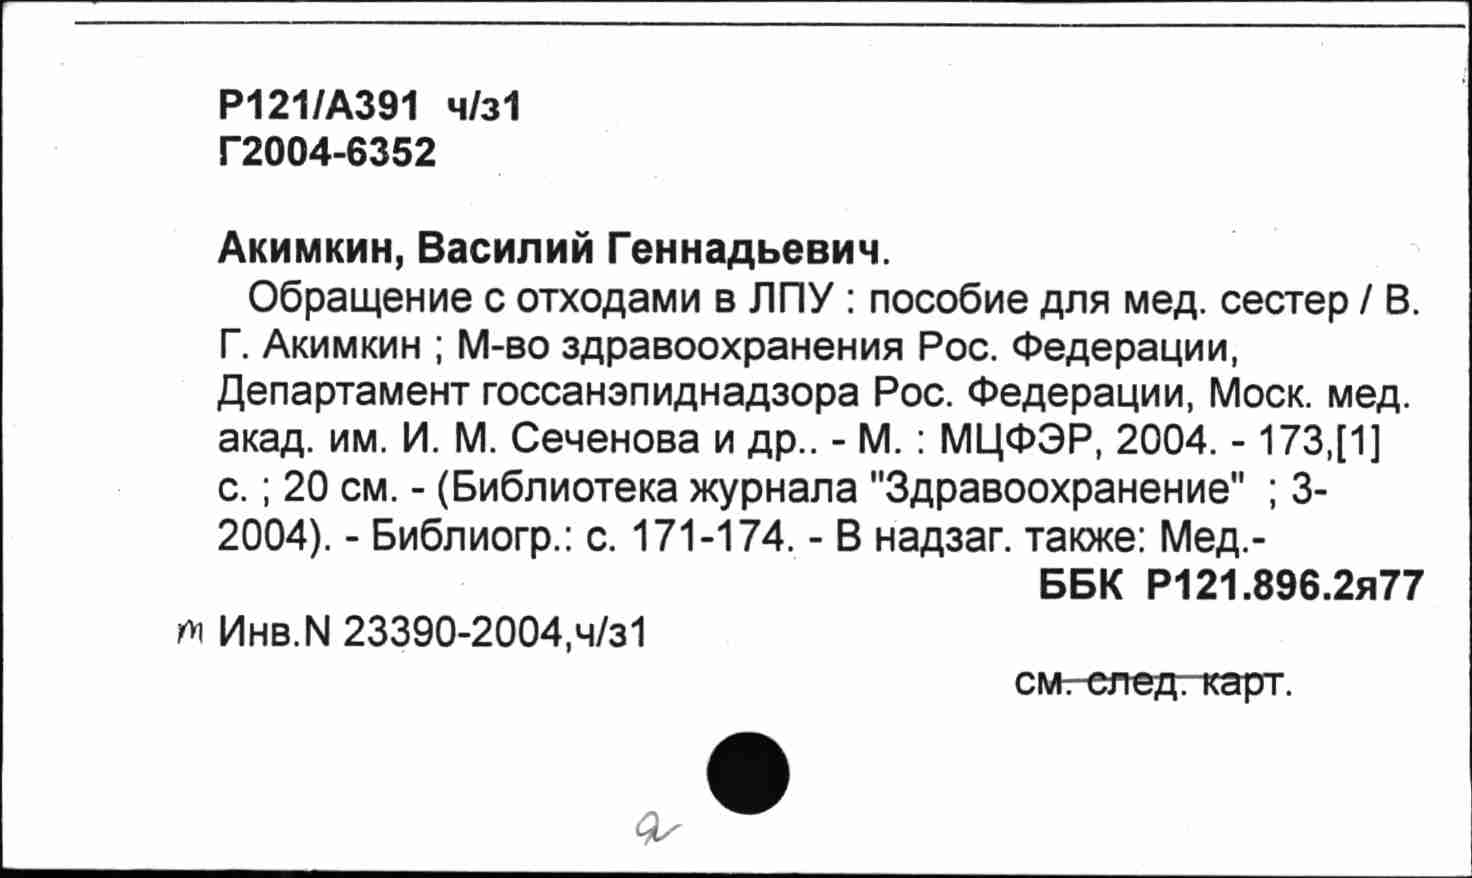 Р121/А391 ч/з1
Г2004-6352
Акимкин, Василий Геннадьевич.
Обращение с отходами в ЛПУ : пособие для мед. сестер / В.
Г. Акимкин ; М-во здравоохранения Рос. Федерации,
Департамент госсанэпиднадзора Рос. Федерации, Моск. мед.
акад. им. И. М. Сеченова и др.. - М. : МЦФЭР, 2004. - 173,[1]
с. ; 20 см. - (Библиотека журнала "Здравоохранение" ; 3-
2004). - Библиогр.: с. 171-174. - В надзаг. также: Мед.-
ББК Р121.896.2я77
т Инв.N 23390-2004,ч/з1
см. след. карт.